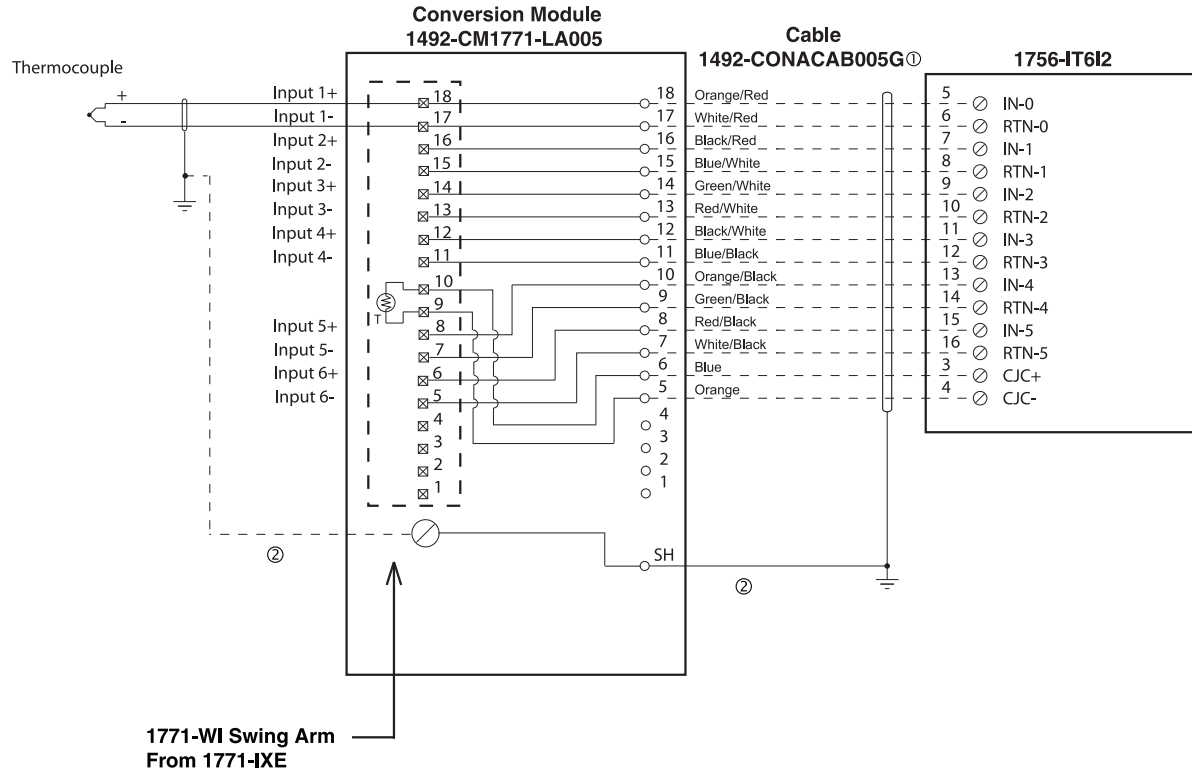 Conversion Module
1492-CM1771-LA005
Cable
1492-CONACAB005G①
1756-IT6I2
Thermocouple
+
-
Input 1+
Input 1-
Input 2+
Input 2-
Input 3+
Input 3-
Input 4+
Input 4-
Input 5+
Input 5-
Input 6+
Input 6-
18
17
16
15
14
13
12
11
10
9
8
7
6
5
4
3
2
1
T
18 Orange/Red 5 IN-0
17 White/Red 6 RTN-0
16 Black/Red 7 IN-1
15 Blue/White 8 RTN-1
14 Green/White 9 IN-2
13 Red/White 10 RTN-2
12 Black/White 11 IN-3
11 Blue/Black 12 RTN-3
10 Orange/Black 13 IN-4
9 Green/Black 14 RTN-4
8 Red/Black 15 IN-5
7 White/Black 16 RTN-5
6 Blue 3 CJC+
5 Orange 4 CJC-
4
3
2
1
SH
②
②
1771-WI Swing Arm
From 1771-IXE